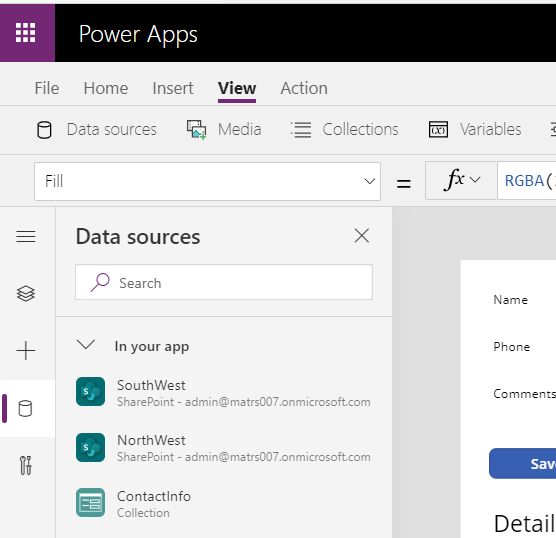 Power Apps
File Home Insert View Action
Data sources Media Collections (x) Variables
Fill = fx RGBA(
Data sources
Search
In your app
SouthWest
SharePoint - admin@matrs007.onmicrosoft.com
NorthWest
SharePoint - admin@matrs007.onmicrosoft.com
ContactInfo
Collection
Name
Phone
Comments
Save
Detail